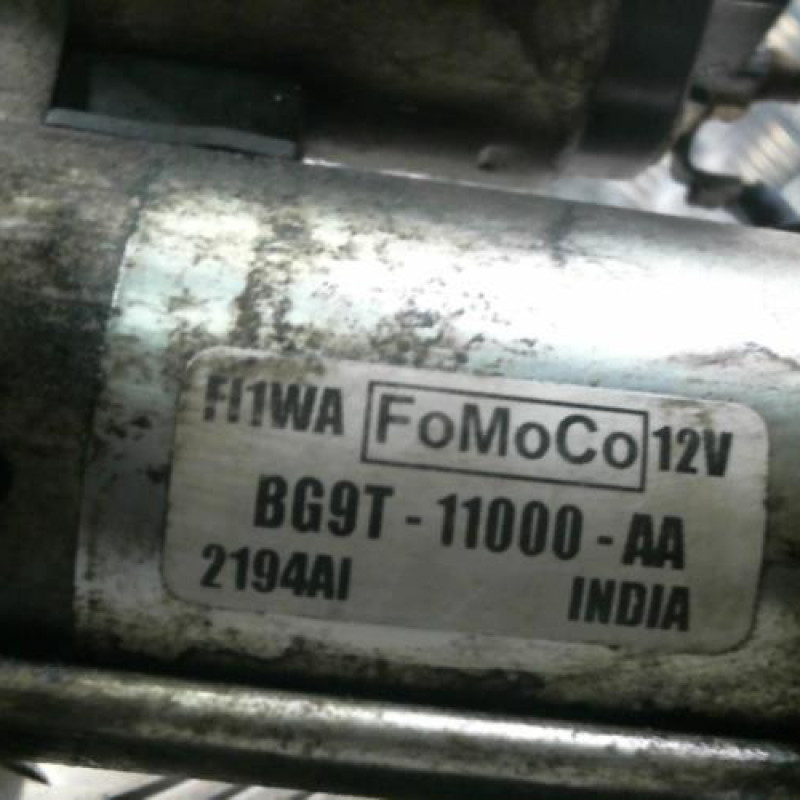 FI1WA FoMoCo 12V
BG9T - 11000 - AA
2194AI INDIA